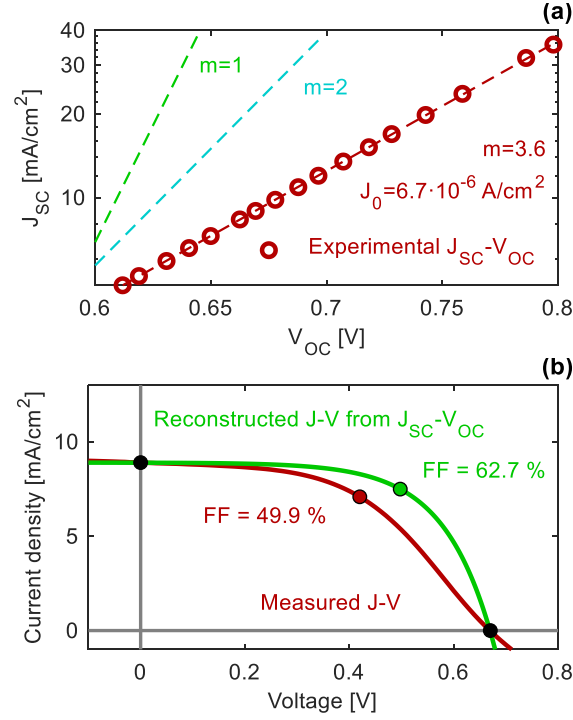 (a)
40
30
20
10
J_SC [mA/cm^2]
m=1
m=2
m=3.6
J_0=6.7·10^-6 A/cm^2
Experimental J_SC-V_OC
0.6 0.65 0.7 0.75 0.8
V_OC [V]
(b)
10
5
0
Current density [mA/cm^2]
Reconstructed J-V from J_SC-V_OC
FF = 62.7 %
FF = 49.9 %
Measured J-V
0 0.2 0.4 0.6 0.8
Voltage [V]